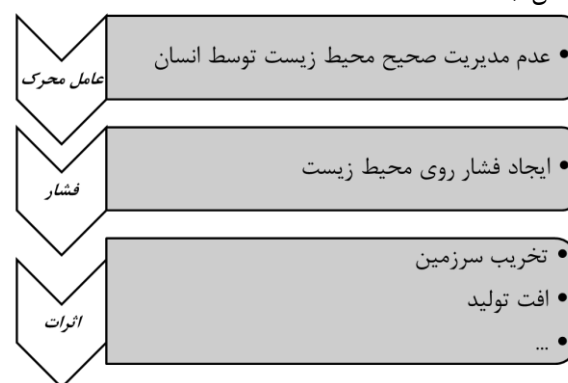 عامل محرک
• عدم مدیریت صحیح محیط زیست توسط انسان
فشار
• ایجاد فشار روی محیط زیست
اثرات
• تخریب سرزمین
• افت تولید
• ...